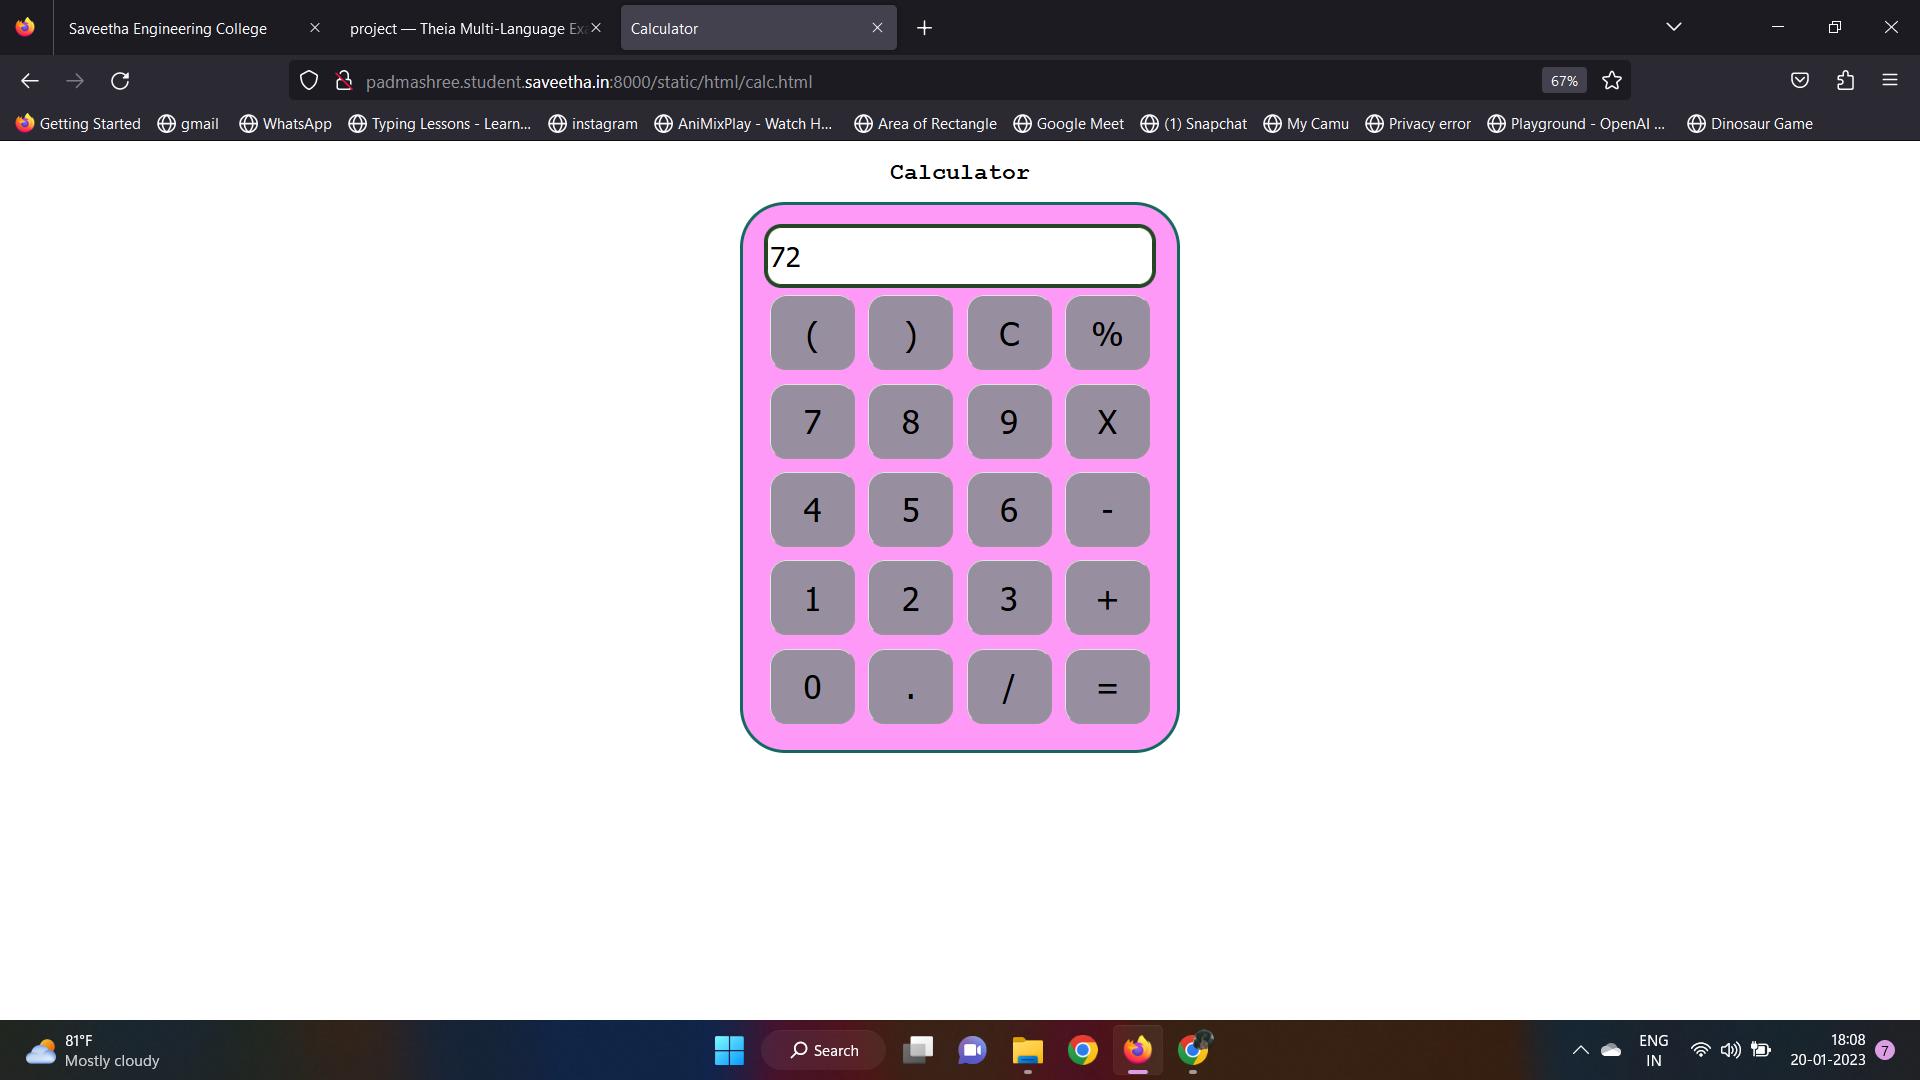 Saveetha Engineering College
project — Theia Multi-Language Ex
Calculator
padmashree.student.saveetha.in:8000/static/html/calc.html
67%
Getting Started
gmail
WhatsApp
Typing Lessons - Learn...
instagram
AniMixPlay - Watch H...
Area of Rectangle
Google Meet
(1) Snapchat
My Camu
Privacy error
Playground - OpenAI ...
Dinosaur Game
Calculator
72
( ) C %
7 8 9 X
4 5 6 -
1 2 3 +
0 . / =
81°F
Mostly cloudy
Search
ENG
IN
18:08
20-01-2023
7